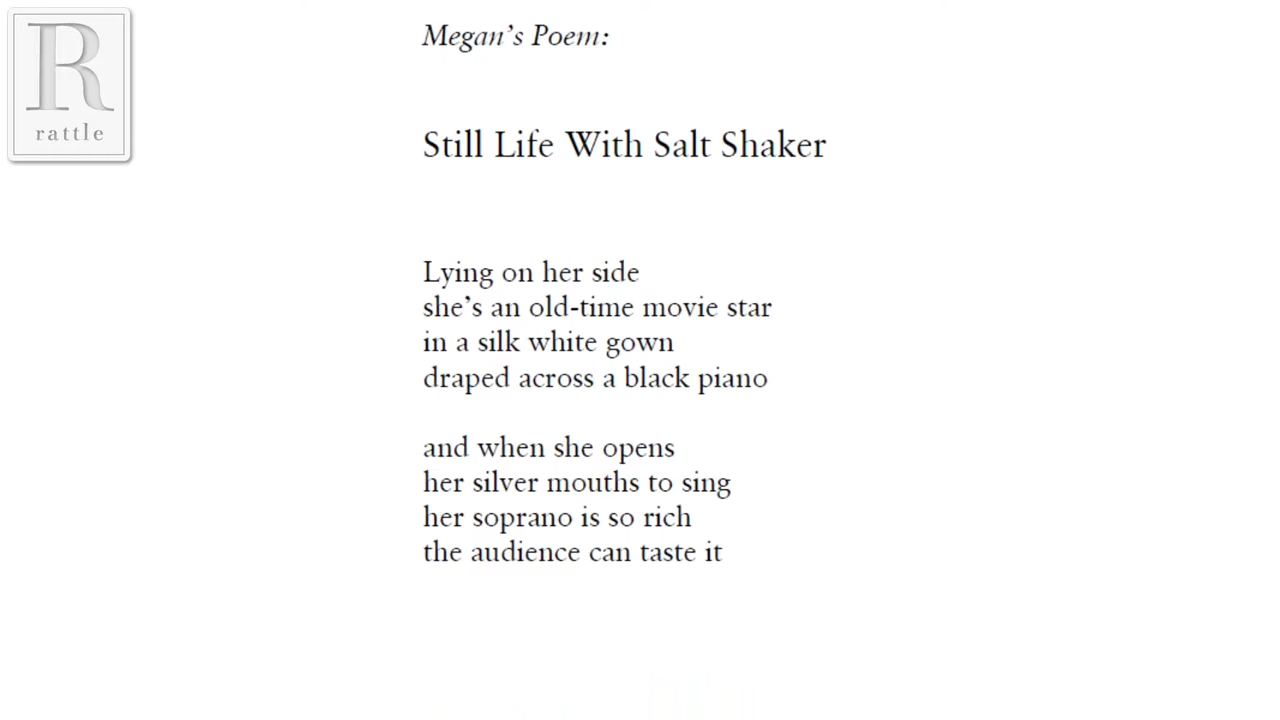 R
rattle
Megan's Poem:
Still Life With Salt Shaker
Lying on her side
she's an old-time movie star
in a silk white gown
draped across a black piano
and when she opens
her silver mouths to sing
her soprano is so rich
the audience can taste it